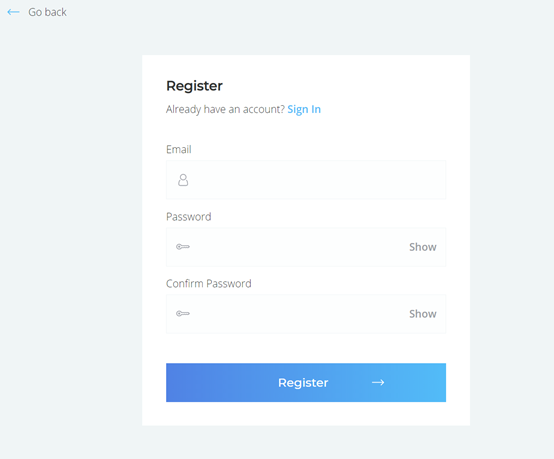 Go back
Register
Already have an account? Sign In
Email
Password
Show
Confirm Password
Show
Register